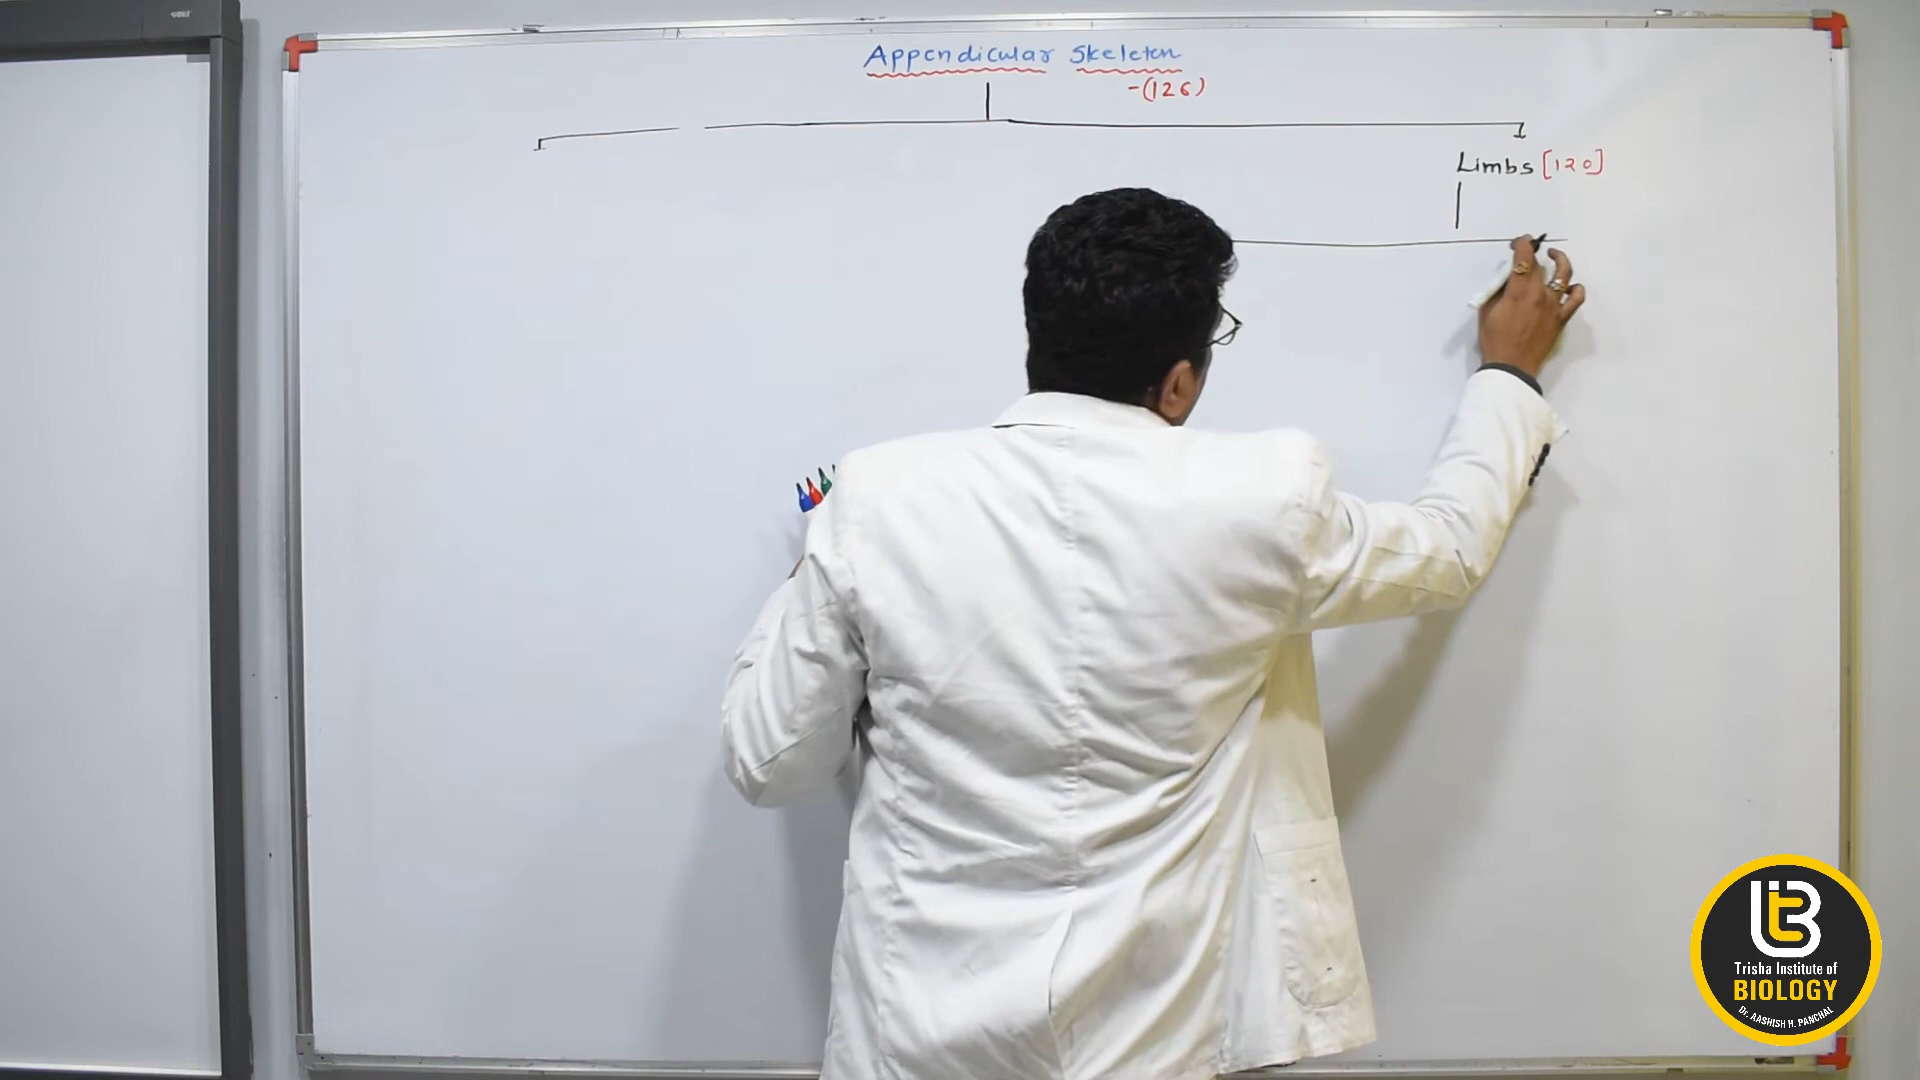 Appendicular Skeleton
-(126)
Limbs [120]
Trisha Institute of
BIOLOGY
Dr. AASHISH H. PANCHAL